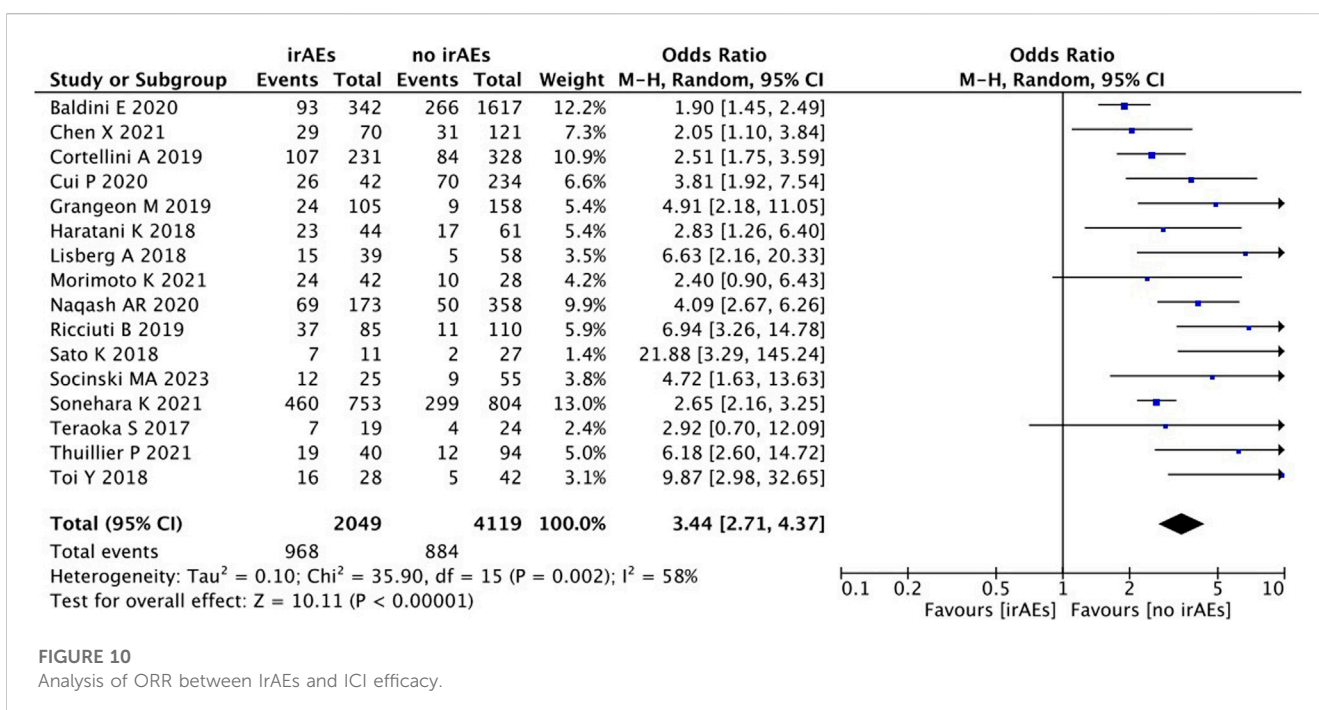 irAEs no irAEs Odds Ratio Odds Ratio
Study or Subgroup Events Total Events Total Weight M-H, Random, 95% CI M-H, Random, 95% CI
Baldini E 2020 93 342 266 1617 12.2% 1.90 [1.45, 2.49]
Chen X 2021 29 70 31 121 7.3% 2.05 [1.10, 3.84]
Cortellini A 2019 107 231 84 328 10.9% 2.51 [1.75, 3.59]
Cui P 2020 26 42 70 234 6.6% 3.81 [1.92, 7.54]
Grangeon M 2019 24 105 9 158 5.4% 4.91 [2.18, 11.05]
Haratani K 2018 23 44 17 61 5.4% 2.83 [1.26, 6.40]
Lisberg A 2018 15 39 5 58 3.5% 6.63 [2.16, 20.33]
Morimoto K 2021 24 42 10 28 4.2% 2.40 [0.90, 6.43]
Naqash AR 2020 69 173 50 358 9.9% 4.09 [2.67, 6.26]
Ricciuti B 2019 37 85 11 110 5.9% 6.94 [3.26, 14.78]
Sato K 2018 7 11 2 27 1.4% 21.88 [3.29, 145.24]
Socinski MA 2023 12 25 9 55 3.8% 4.72 [1.63, 13.63]
Sonehara K 2021 460 753 299 804 13.0% 2.65 [2.16, 3.25]
Teraoka S 2017 7 19 4 24 2.4% 2.92 [0.70, 12.09]
Thuillier P 2021 19 40 12 94 5.0% 6.18 [2.60, 14.72]
Toi Y 2018 16 28 5 42 3.1% 9.87 [2.98, 32.65]
Total (95% CI) 2049 4119 100.0% 3.44 [2.71, 4.37]
Total events 968 884
Heterogeneity: Tau² = 0.10; Chi² = 35.90, df = 15 (P = 0.002); I² = 58%
Test for overall effect: Z = 10.11 (P < 0.00001)
0.1 0.2 0.5 1 2 5 10
Favours [irAEs] Favours [no irAEs]
FIGURE 10
Analysis of ORR between IrAEs and ICI efficacy.